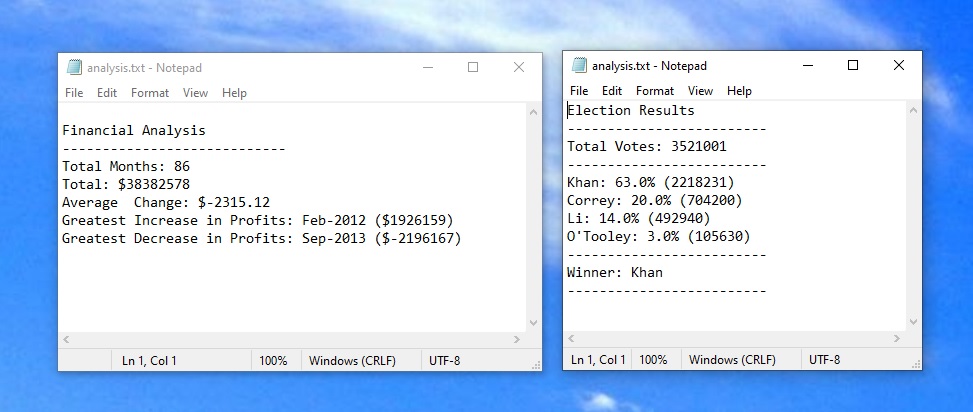 analysis.txt - Notepad
File Edit Format View Help
Financial Analysis
----------------------------
Total Months: 86
Total: $38382578
Average  Change: $-2315.12
Greatest Increase in Profits: Feb-2012 ($1926159)
Greatest Decrease in Profits: Sep-2013 ($-2196167)
Ln 1, Col 1 100% Windows (CRLF) UTF-8
analysis.txt - Notepad
File Edit Format View Help
Election Results
-------------------------
Total Votes: 3521001
-------------------------
Khan: 63.0% (2218231)
Correy: 20.0% (704200)
Li: 14.0% (492940)
O'Tooley: 3.0% (105630)
-------------------------
Winner: Khan
-------------------------
Ln 1, Col 1 100% Windows (CRLF) UTF-8